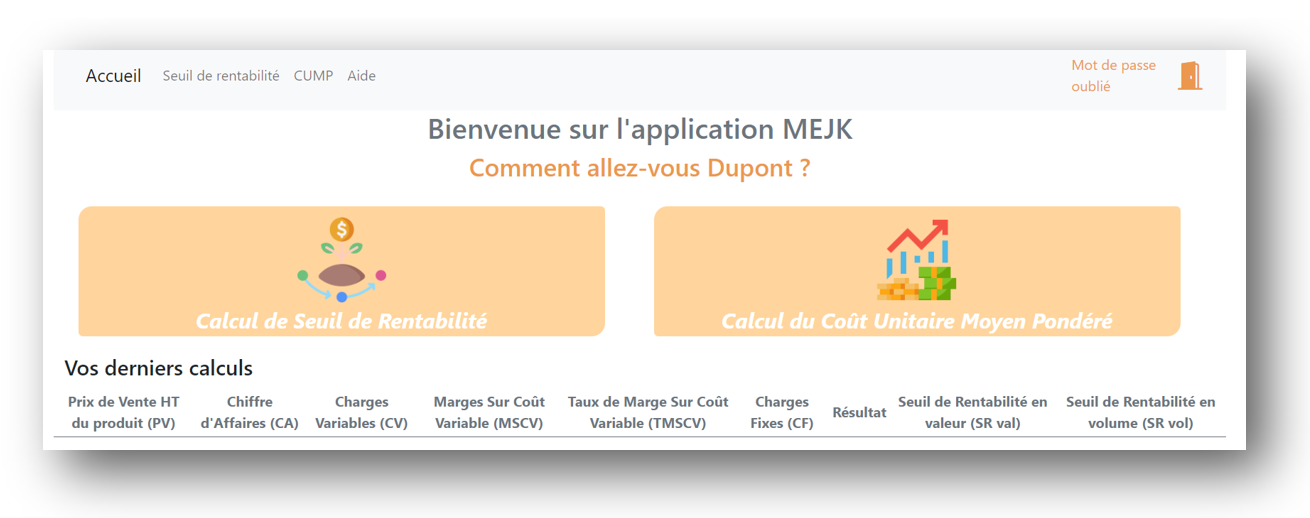 Accueil Seuil de rentabilité CUMP Aide
Mot de passe
oublié
Bienvenue sur l'application MEJK
Comment allez-vous Dupont ?
$
Calcul de Seuil de Rentabilité
Calcul du Coût Unitaire Moyen Pondéré
Vos derniers calculs
Prix de Vente HT
du produit (PV)
Chiffre
d'Affaires (CA)
Charges
Variables (CV)
Marges Sur Coût
Variable (MSCV)
Taux de Marge Sur Coût
Variable (TMSCV)
Charges
Fixes (CF)
Résultat
Seuil de Rentabilité en
valeur (SR val)
Seuil de Rentabilité en
volume (SR vol)